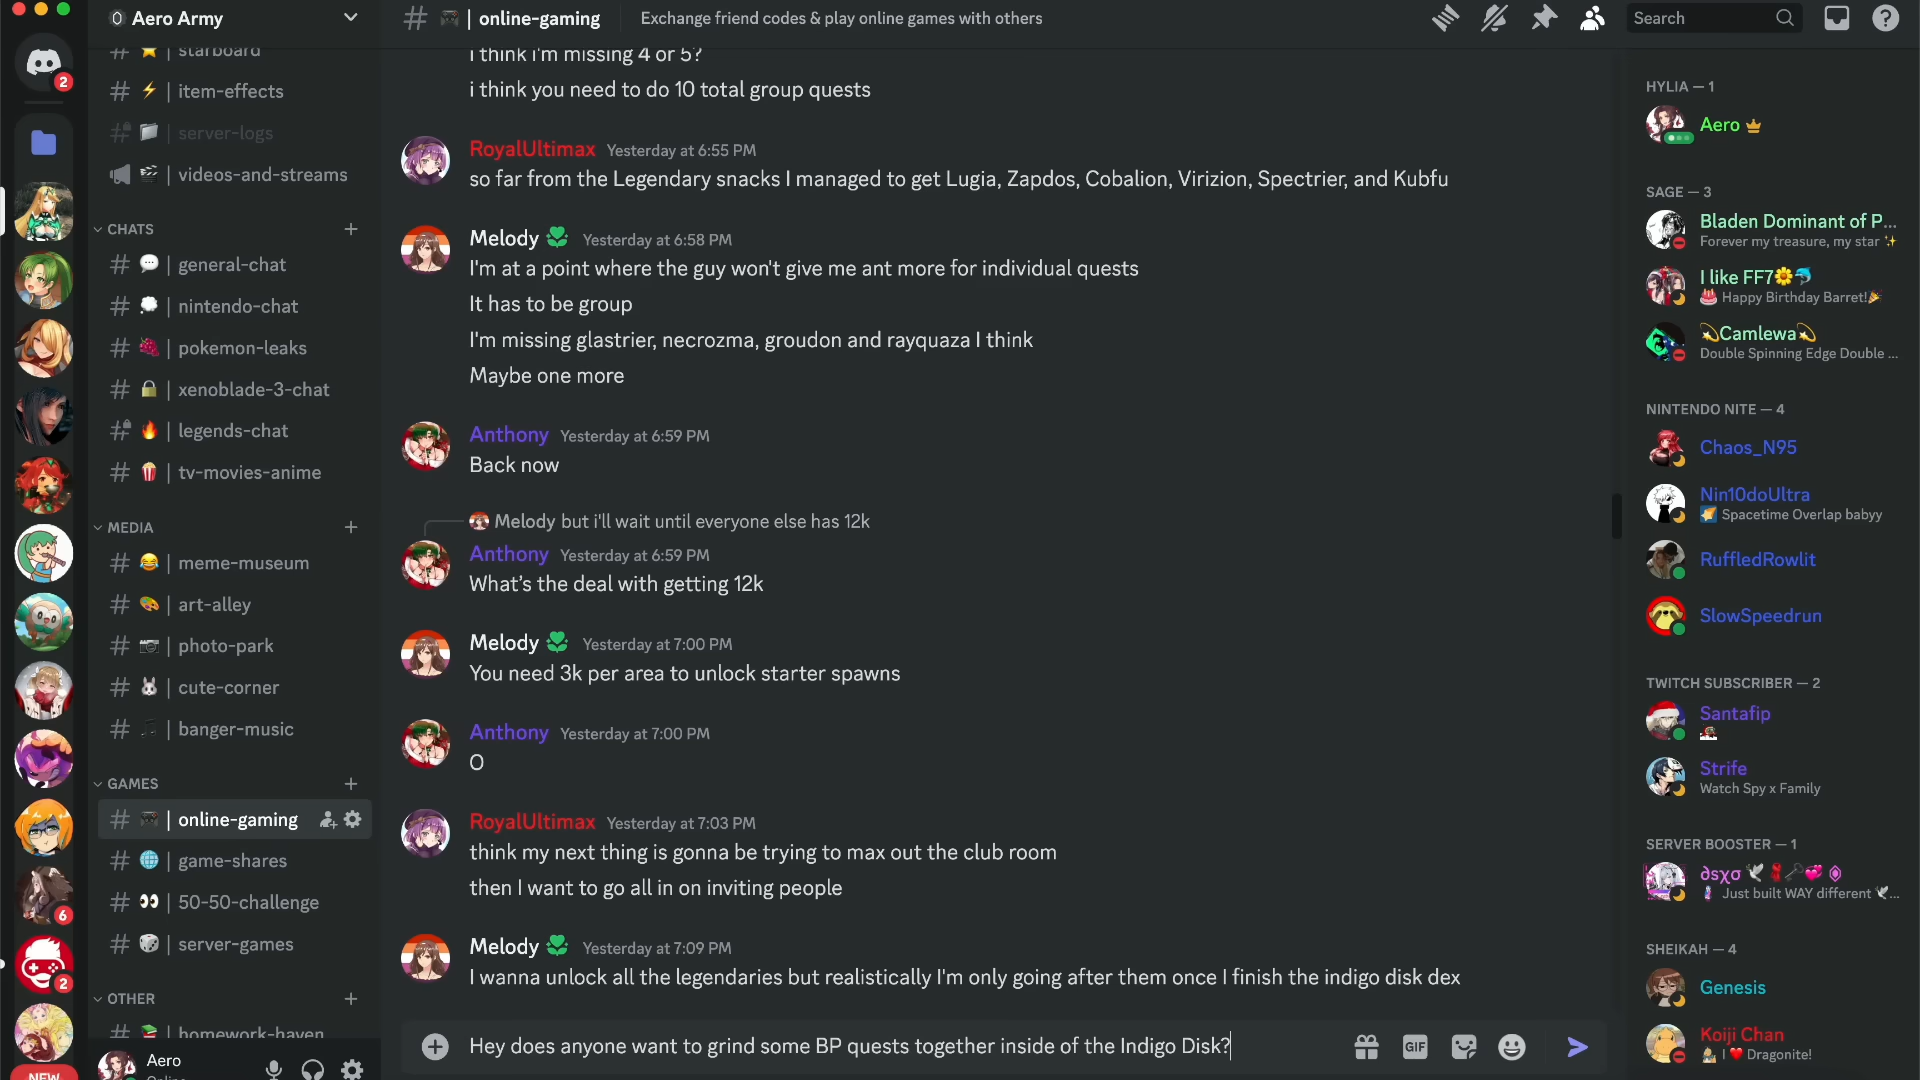 2
6
2
NEW
Aero Army
starboard
item-effects
server-logs
videos-and-streams
CHATS
general-chat
nintendo-chat
pokemon-leaks
xenoblade-3-chat
legends-chat
tv-movies-anime
MEDIA
meme-museum
art-alley
photo-park
cute-corner
banger-music
GAMES
online-gaming
game-shares
50-50-challenge
server-games
OTHER
homework-haven
Aero
Online
# | online-gaming Exchange friend codes & play online games with others
Search
i think i'm missing 4 or 5?
i think you need to do 10 total group quests
RoyalUltimax Yesterday at 6:55 PM
so far from the Legendary snacks I managed to get Lugia, Zapdos, Cobalion, Virizion, Spectrier, and Kubfu
Melody Yesterday at 6:58 PM
I'm at a point where the guy won't give me ant more for individual quests
It has to be group
I'm missing glastrier, necrozma, groudon and rayquaza I think
Maybe one more
Anthony Yesterday at 6:59 PM
Back now
Melody but i'll wait until everyone else has 12k
Anthony Yesterday at 6:59 PM
What's the deal with getting 12k
Melody Yesterday at 7:00 PM
You need 3k per area to unlock starter spawns
Anthony Yesterday at 7:00 PM
O
RoyalUltimax Yesterday at 7:03 PM
think my next thing is gonna be trying to max out the club room
then I want to go all in on inviting people
Melody Yesterday at 7:09 PM
I wanna unlock all the legendaries but realistically I'm only going after them once I finish the indigo disk dex
Hey does anyone want to grind some BP quests together inside of the Indigo Disk?
GIF
HYLIA — 1
Aero
SAGE — 3
Bladen Dominant of P...
Forever my treasure, my star ✨
I like FF7🌼🐬
🎂 Happy Birthday Barret!🎉
💫Camlewa💫
Double Spinning Edge Double ...
NINTENDO NITE — 4
Chaos_N95
Nin10doUltra
Spacetime Overlap babyy
RuffledRowlit
SlowSpeedrun
TWITCH SUBSCRIBER — 2
Santafip
Strife
Watch Spy x Family
SERVER BOOSTER — 1
∂sχσ
Just built WAY different
SHEIKAH — 4
Genesis
Koiji Chan
I ❤️ Dragonite!